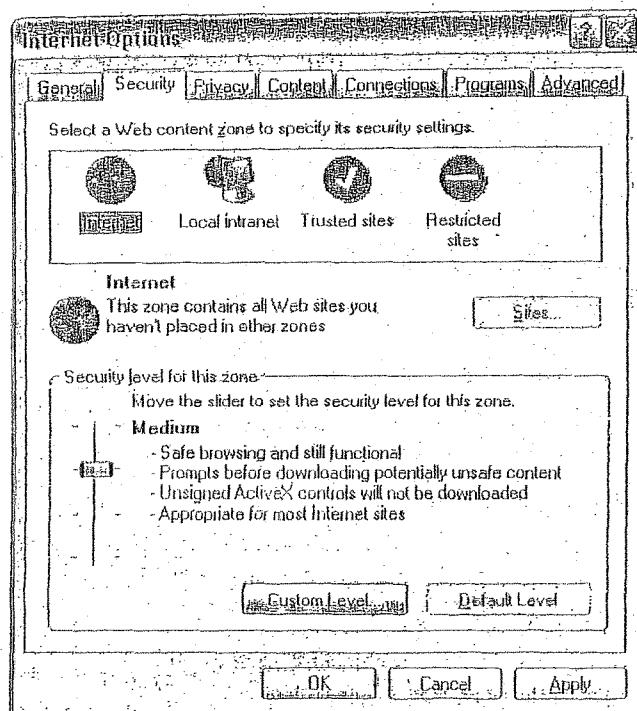 Internet Options
General Security Privacy Content Connections Programs Advanced
Select a Web content zone to specify its security settings.
Internet Local intranet Trusted sites Restricted sites
Internet
This zone contains all Web sites you
haven't placed in other zones
Sites...
Security level for this zone
Move the slider to set the security level for this zone.
Medium
- Safe browsing and still functional
- Prompts before downloading potentially unsafe content
- Unsigned ActiveX controls will not be downloaded
- Appropriate for most Internet sites
Custom Level... Default Level
OK Cancel Apply